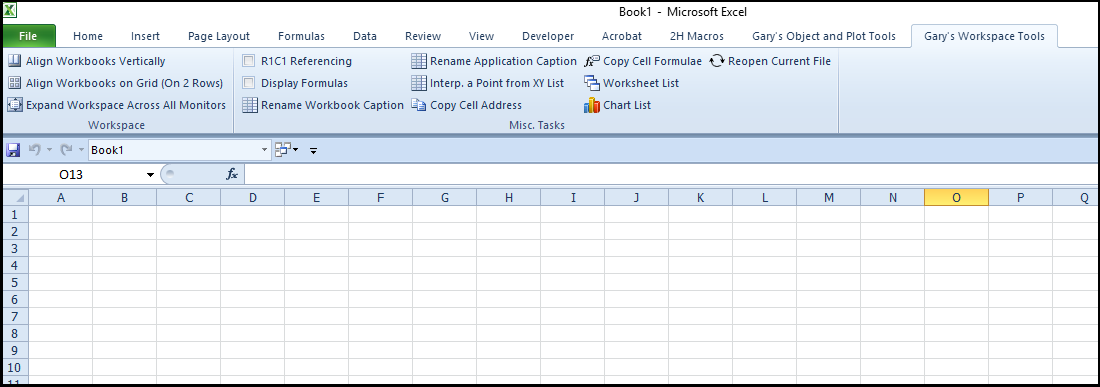 Book1 - Microsoft Excel
File Home Insert Page Layout Formulas Data Review View Developer Acrobat 2H Macros Gary's Object and Plot Tools Gary's Workspace Tools
Align Workbooks Vertically R1C1 Referencing Rename Application Caption Copy Cell Formulae Reopen Current File
Align Workbooks on Grid (On 2 Rows) Display Formulas Interp. a Point from XY List Worksheet List
Expand Workspace Across All Monitors Rename Workbook Caption Copy Cell Address Chart List
Workspace Misc. Tasks
Book1
O13 fx
A B C D E F G H I J K L M N O P Q
1
2
3
4
5
6
7
8
9
10
11